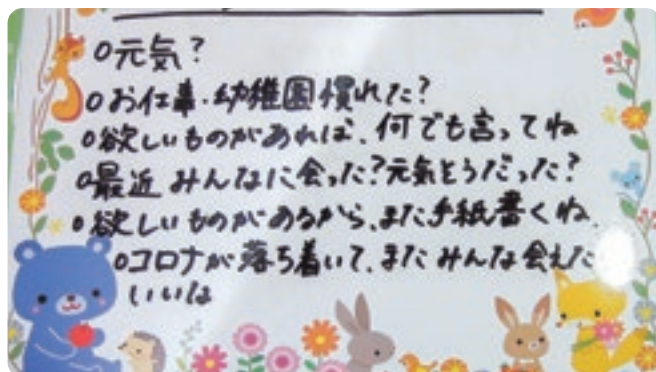 ○元気?
○お仕事・幼稚園慣れた?
○欲しいものがあれば、何でも言ってね
○最近 みんなに会った?元気そうだった?
○欲しいものがあるから、また手紙書くね、
○コロナが落ち着いて、また みんな会えた
いいね